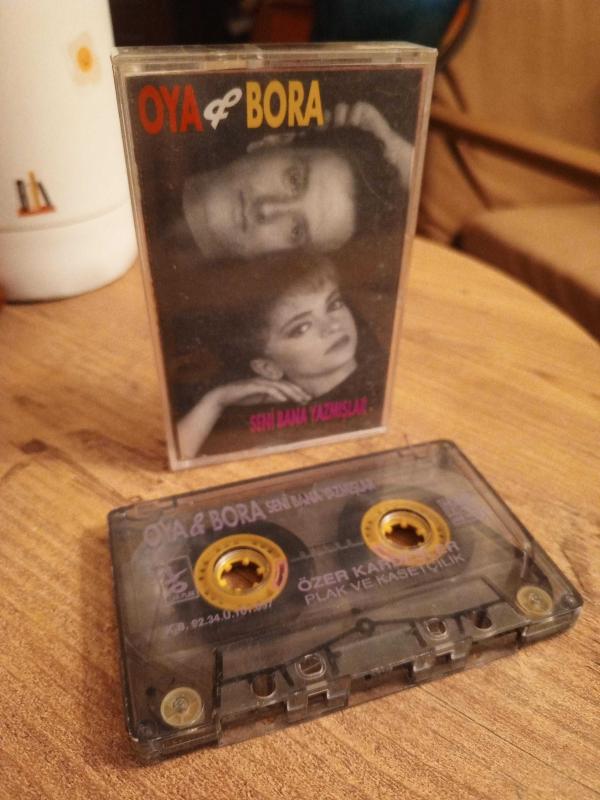 OYA & BORA
SENİ BANA YAZMIŞLAR
OYA & BORA SENİ BANA YAZMIŞLAR
ÖZER KARDEŞLER
PLAK VE KASETÇİLİK